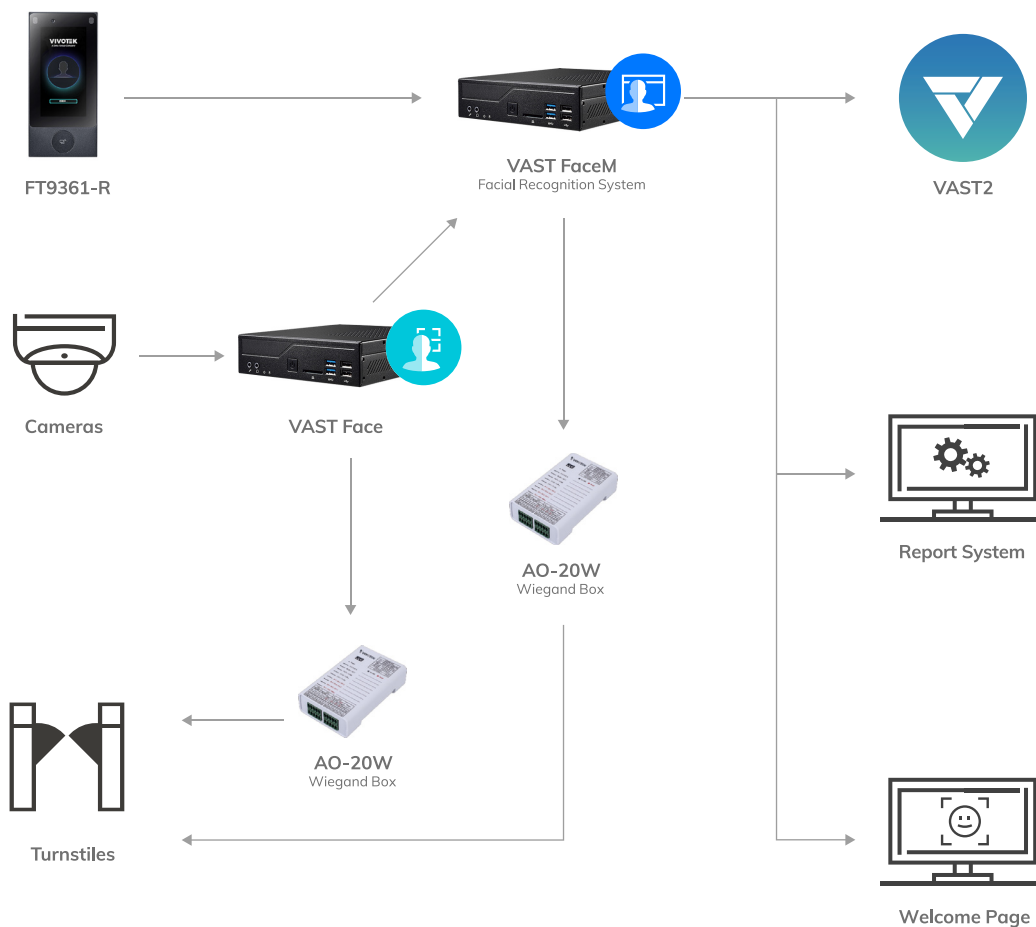 VIVOTEK
FT9361-R
VAST FaceM
Facial Recognition System
VAST2
Cameras
VAST Face
AO-20W
Wiegand Box
Report System
AO-20W
Wiegand Box
Turnstiles
Welcome Page